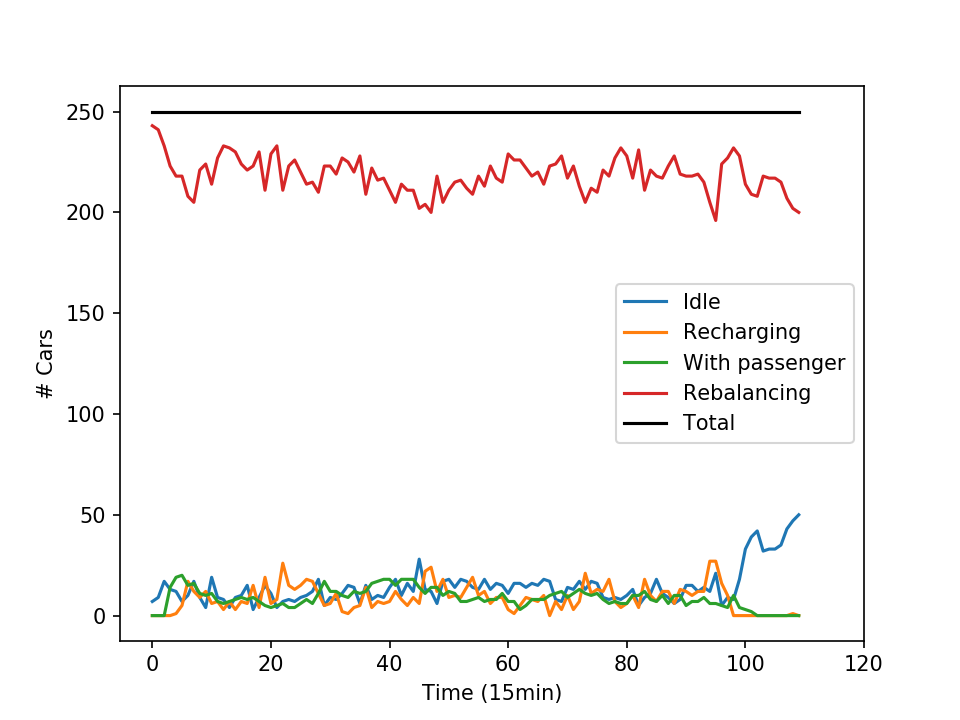 250
200
150
100
50
0
# Cars
Idle
Recharging
With passenger
Rebalancing
Total
0 20 40 60 80 100 120
Time (15min)